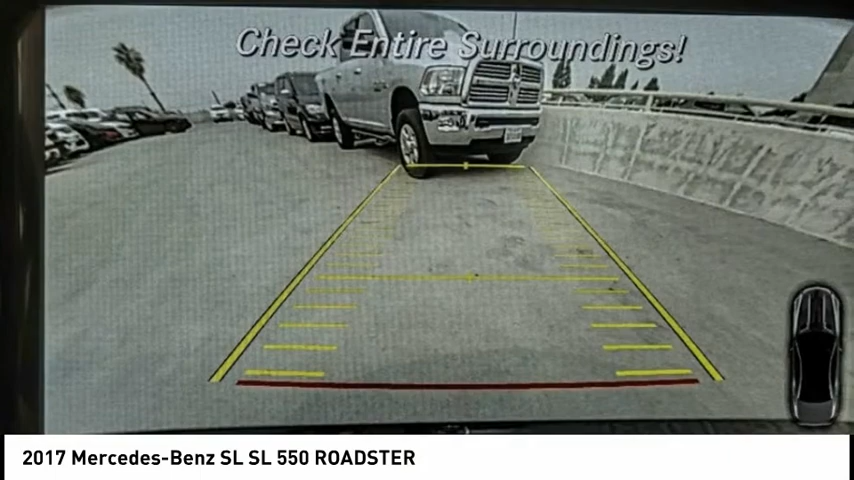 Check Entire Surroundings!
2017 Mercedes-Benz SL SL 550 ROADSTER